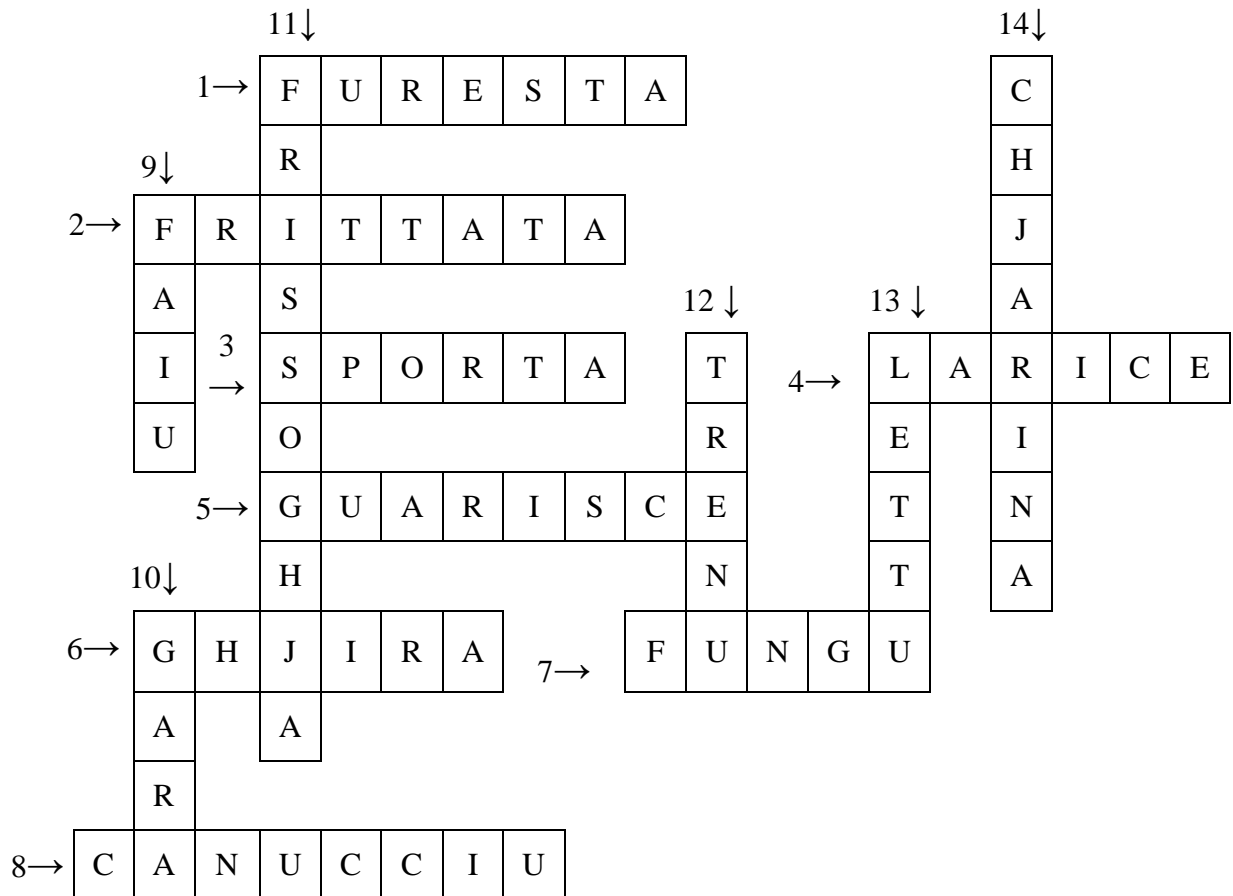 11↓ 14↓
1→ F U R E S T A C
R H
9↓
2→ F R I T T A T A J
A S 12 ↓ 13 ↓ A
3 → I S P O R T A T 4→ L A R I C E
U O R E I
5→ G U A R I S C E T N
10↓ H N T A
6→ G H J I R A 7→ F U N G U
A A
R
8→ C A N U C C I U